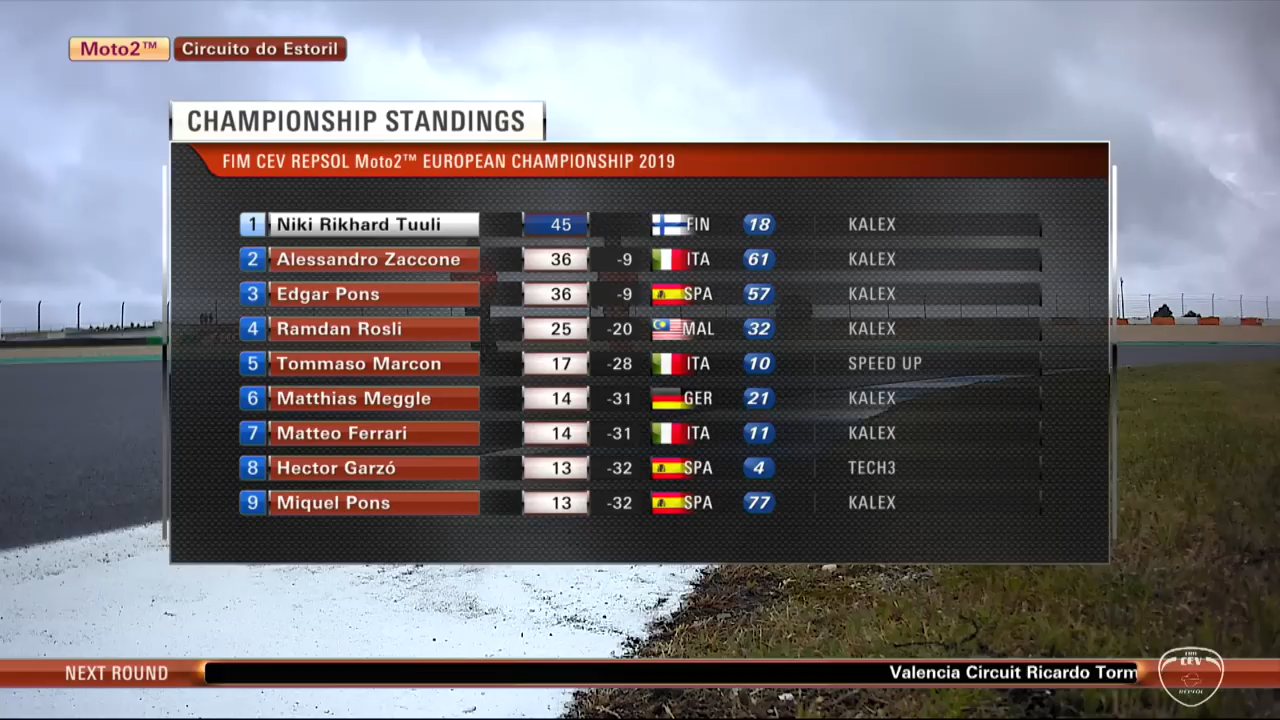 Moto2™ Circuito do Estoril
CHAMPIONSHIP STANDINGS
FIM CEV REPSOL Moto2™ EUROPEAN CHAMPIONSHIP 2019
1 Niki Rikhard Tuuli 45 FIN 18 KALEX
2 Alessandro Zaccone 36 -9 ITA 61 KALEX
3 Edgar Pons 36 -9 SPA 57 KALEX
4 Ramdan Rosli 25 -20 MAL 32 KALEX
5 Tommaso Marcon 17 -28 ITA 10 SPEED UP
6 Matthias Meggle 14 -31 GER 21 KALEX
7 Matteo Ferrari 14 -31 ITA 11 KALEX
8 Hector Garzó 13 -32 SPA 4 TECH3
9 Miquel Pons 13 -32 SPA 77 KALEX
NEXT ROUND Valencia Circuit Ricardo Torm
FIM
CEV
REPSOL